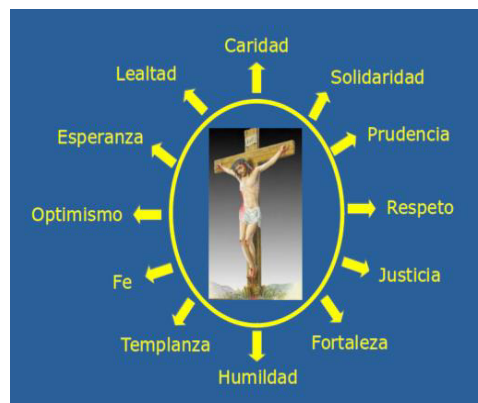 Caridad
Lealtad
Solidaridad
Esperanza
Prudencia
Optimismo
Respeto
Fe
Justicia
Templanza
Fortaleza
Humildad